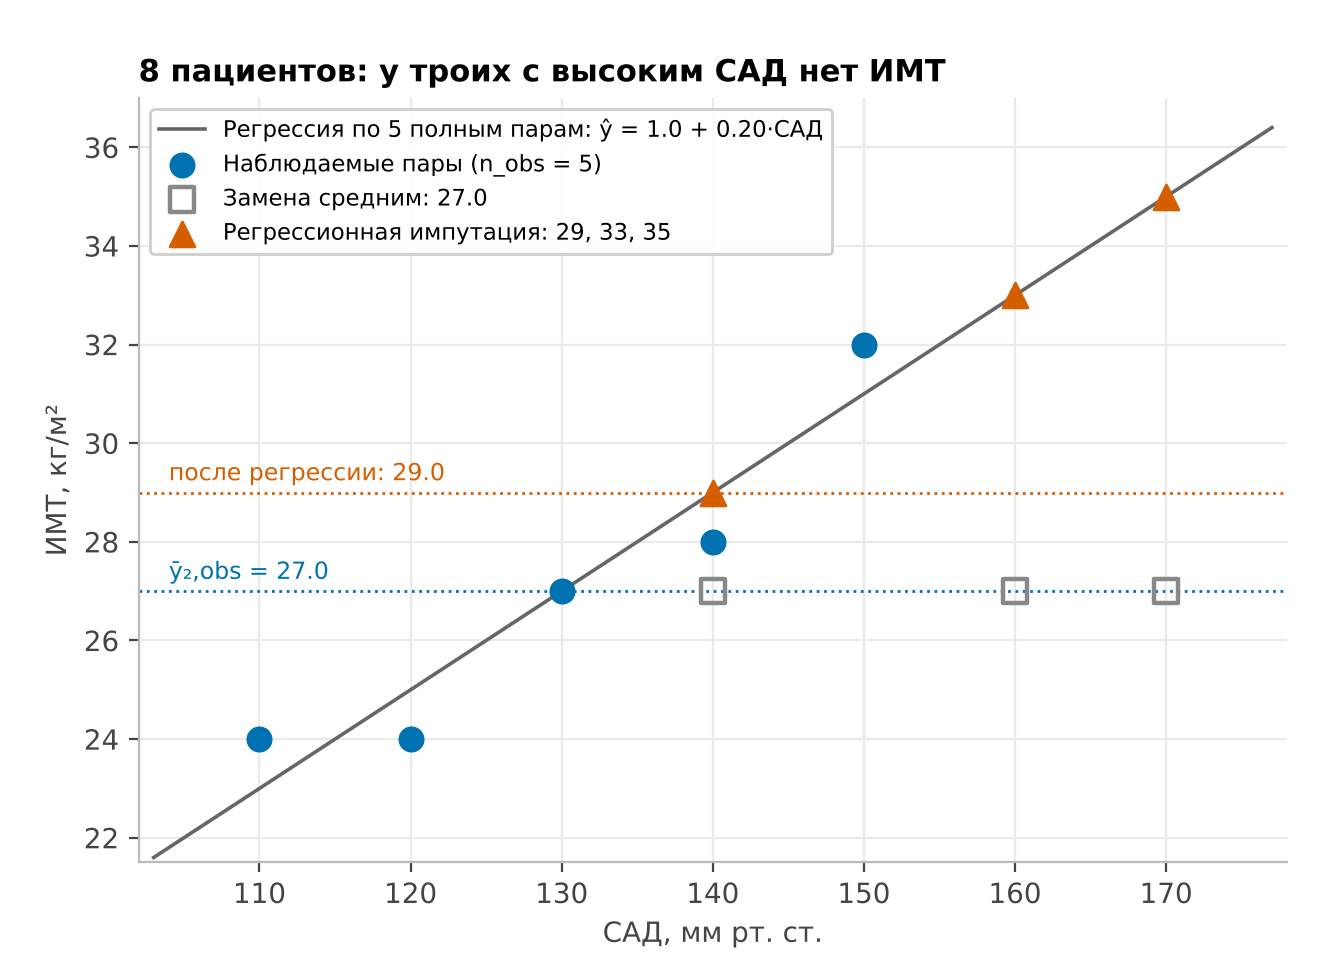 8 пациентов: у троих с высоким САД нет ИМТ
Регрессия по 5 полным парам: ŷ = 1.0 + 0.20·САД
Наблюдаемые пары (n_obs = 5)
Замена средним: 27.0
Регрессионная импутация: 29, 33, 35
36
34
32
30
28
26
24
22
ИМТ, кг/м²
после регрессии: 29.0
ȳ₂,obs = 27.0
110 120 130 140 150 160 170
САД, мм рт. ст.